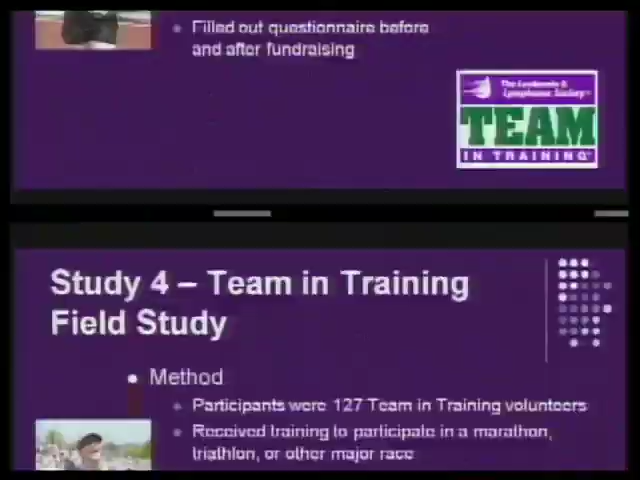 Filled out questionnaire before
and after fundraising
The Leukemia &
Lymphoma Society
TEAM
IN TRAINING
Study 4 – Team in Training
Field Study
Method
Participants were 127 Team in Training volunteers
Received training to participate in a marathon,
triathlon, or other major race